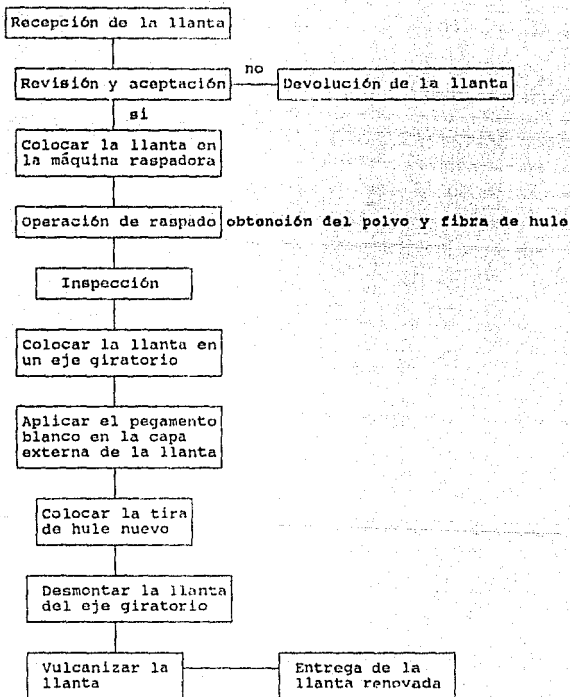 Recepción de la llanta
Revisión y aceptación
no
Devolución de la llanta
si
Colocar la llanta en
la máquina raspadora
Operación de raspado
obtención del polvo y fibra de hule
Inspección
Colocar la llanta en
un eje giratorio
Aplicar el pegamento
blanco en la capa
externa de la llanta
Colocar la tira
de hule nuevo
Desmontar la llanta
del eje giratorio
Vulcanizar la
llanta
Entrega de la
llanta renovada